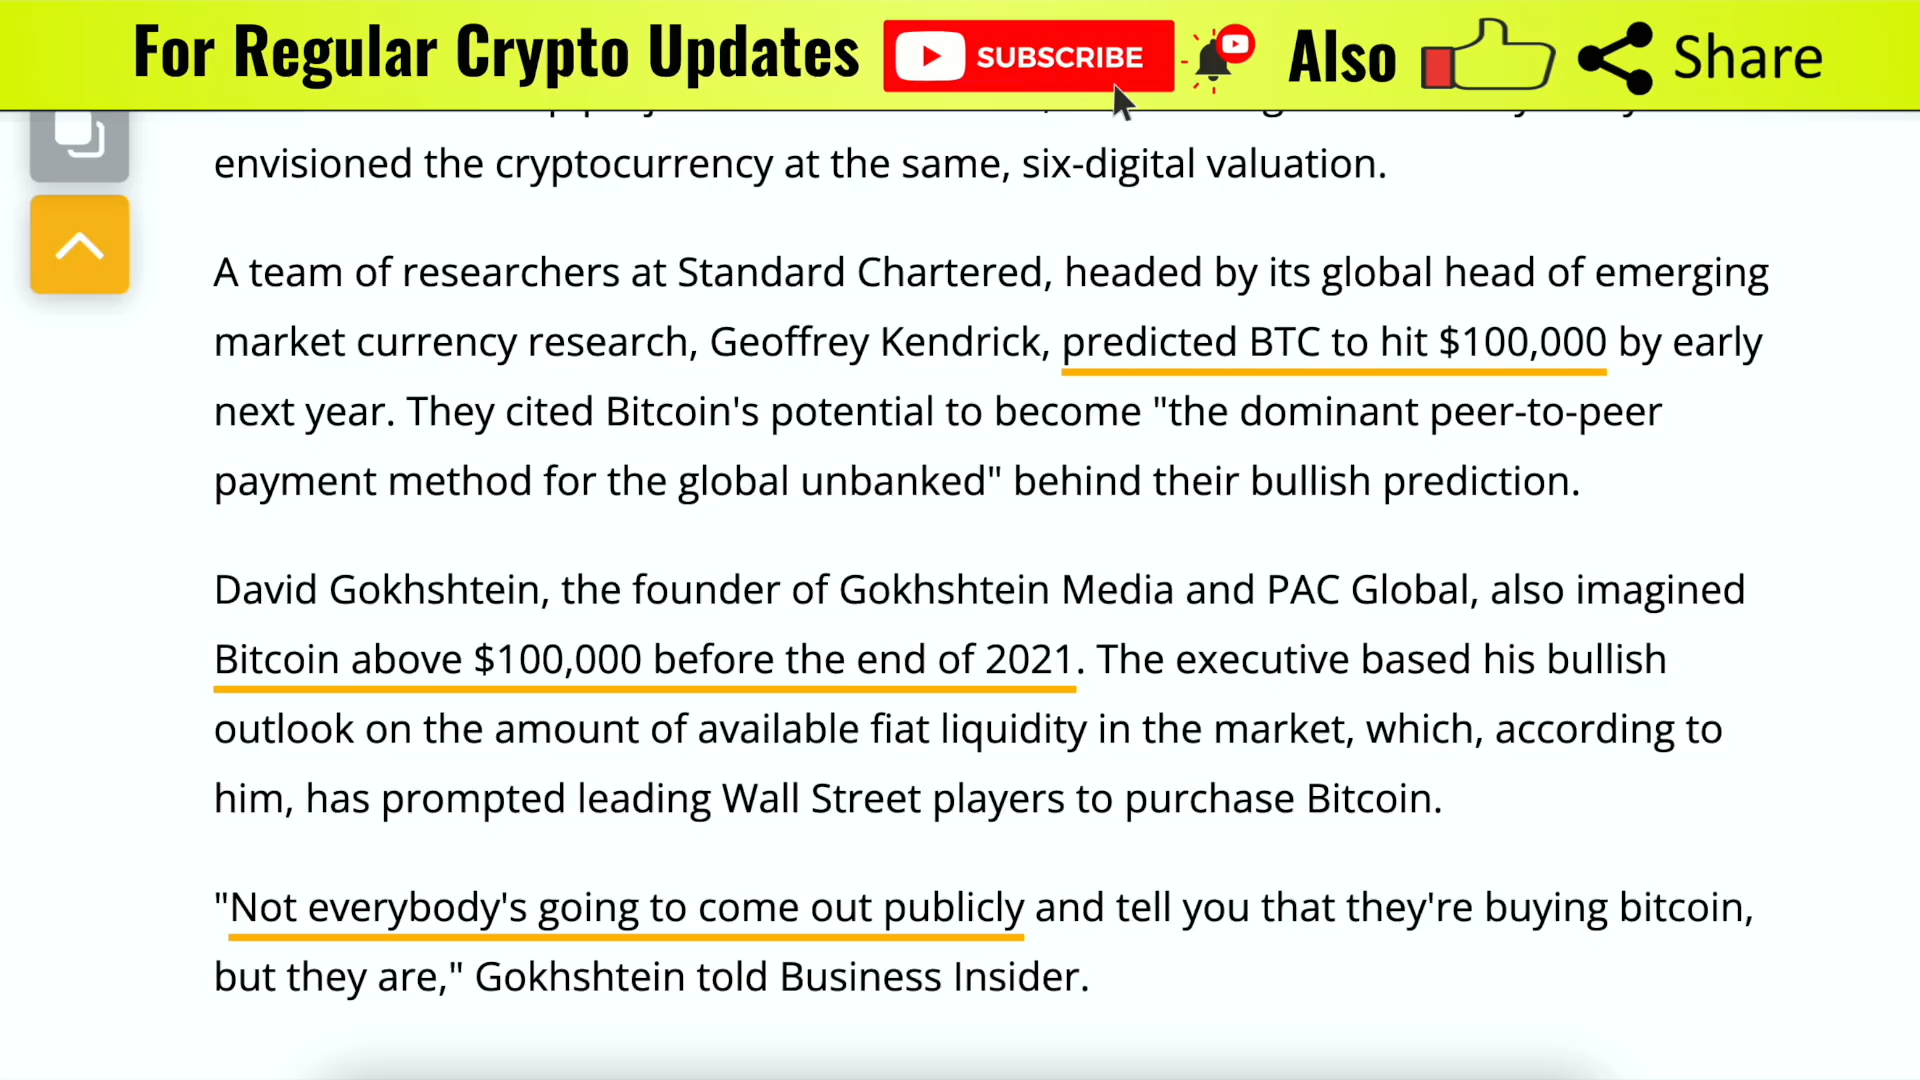 For Regular Crypto Updates SUBSCRIBE Also Share
envisioned the cryptocurrency at the same, six-digital valuation.
A team of researchers at Standard Chartered, headed by its global head of emerging
market currency research, Geoffrey Kendrick, predicted BTC to hit $100,000 by early
next year. They cited Bitcoin's potential to become "the dominant peer-to-peer
payment method for the global unbanked" behind their bullish prediction.
David Gokhshtein, the founder of Gokhshtein Media and PAC Global, also imagined
Bitcoin above $100,000 before the end of 2021. The executive based his bullish
outlook on the amount of available fiat liquidity in the market, which, according to
him, has prompted leading Wall Street players to purchase Bitcoin.
"Not everybody's going to come out publicly and tell you that they're buying bitcoin,
but they are," Gokhshtein told Business Insider.